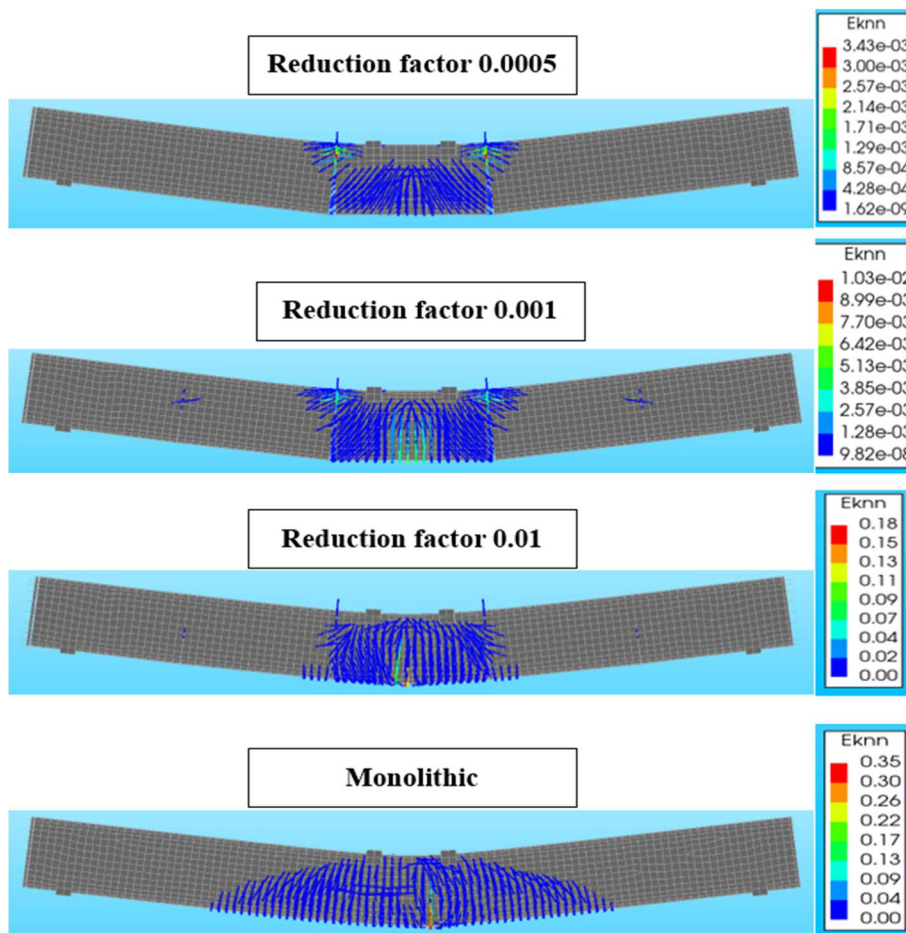 Reduction factor 0.0005
Eknn
3.43e-03
3.00e-03
2.57e-03
2.14e-03
1.71e-03
1.29e-03
8.57e-04
4.28e-04
1.62e-09
Reduction factor 0.001
Eknn
1.03e-02
8.99e-03
7.70e-03
6.42e-03
5.13e-03
3.85e-03
2.57e-03
1.28e-03
9.82e-08
Reduction factor 0.01
Eknn
0.18
0.15
0.13
0.11
0.09
0.07
0.04
0.02
0.00
Monolithic
Eknn
0.35
0.30
0.26
0.22
0.17
0.13
0.09
0.04
0.00